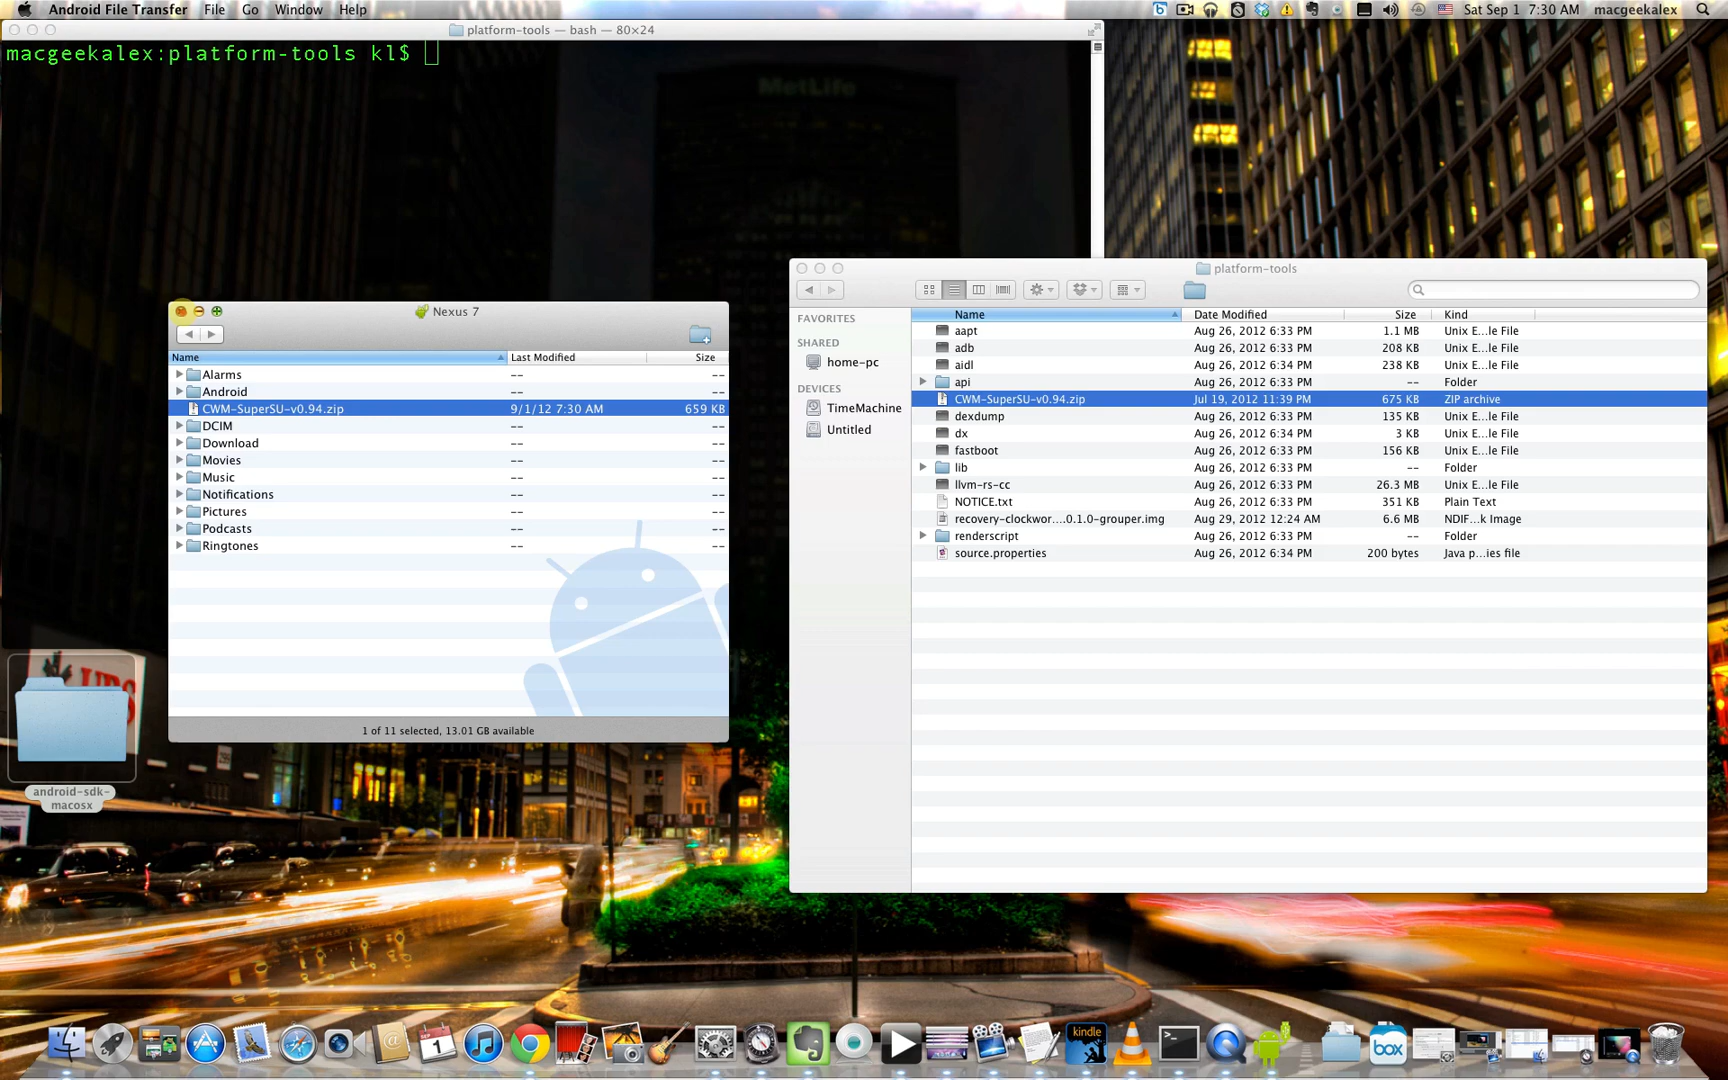 Android File Transfer File Go Window Help Sat Sep 1 7:30 AM macgeekalex
platform-tools — bash — 80×24
macgeekalex:platform-tools kl$
MetLife
Nexus 7
Name Last Modified Size
Alarms -- --
Android -- --
CWM-SuperSU-v0.94.zip 9/1/12 7:30 AM 659 KB
DCIM -- --
Download -- --
Movies -- --
Music -- --
Notifications -- --
Pictures -- --
Podcasts -- --
Ringtones -- --
1 of 11 selected, 13.01 GB available
platform-tools
FAVORITES
SHARED
home-pc
DEVICES
TimeMachine
Untitled
Name Date Modified Size Kind
aapt Aug 26, 2012 6:33 PM 1.1 MB Unix E...le File
adb Aug 26, 2012 6:33 PM 208 KB Unix E...le File
aidl Aug 26, 2012 6:34 PM 238 KB Unix E...le File
api Aug 26, 2012 6:33 PM -- Folder
CWM-SuperSU-v0.94.zip Jul 19, 2012 11:39 PM 675 KB ZIP archive
dexdump Aug 26, 2012 6:33 PM 135 KB Unix E...le File
dx Aug 26, 2012 6:34 PM 3 KB Unix E...le File
fastboot Aug 26, 2012 6:33 PM 156 KB Unix E...le File
lib Aug 26, 2012 6:33 PM -- Folder
llvm-rs-cc Aug 26, 2012 6:33 PM 26.3 MB Unix E...le File
NOTICE.txt Aug 26, 2012 6:33 PM 351 KB Plain Text
recovery-clockwor....0.1.0-grouper.img Aug 29, 2012 12:24 AM 6.6 MB NDIF...k Image
renderscript Aug 26, 2012 6:33 PM -- Folder
source.properties Aug 26, 2012 6:34 PM 200 bytes Java p...ies file
UBS
android-sdk-
macosx
SEP
1
kindle
box